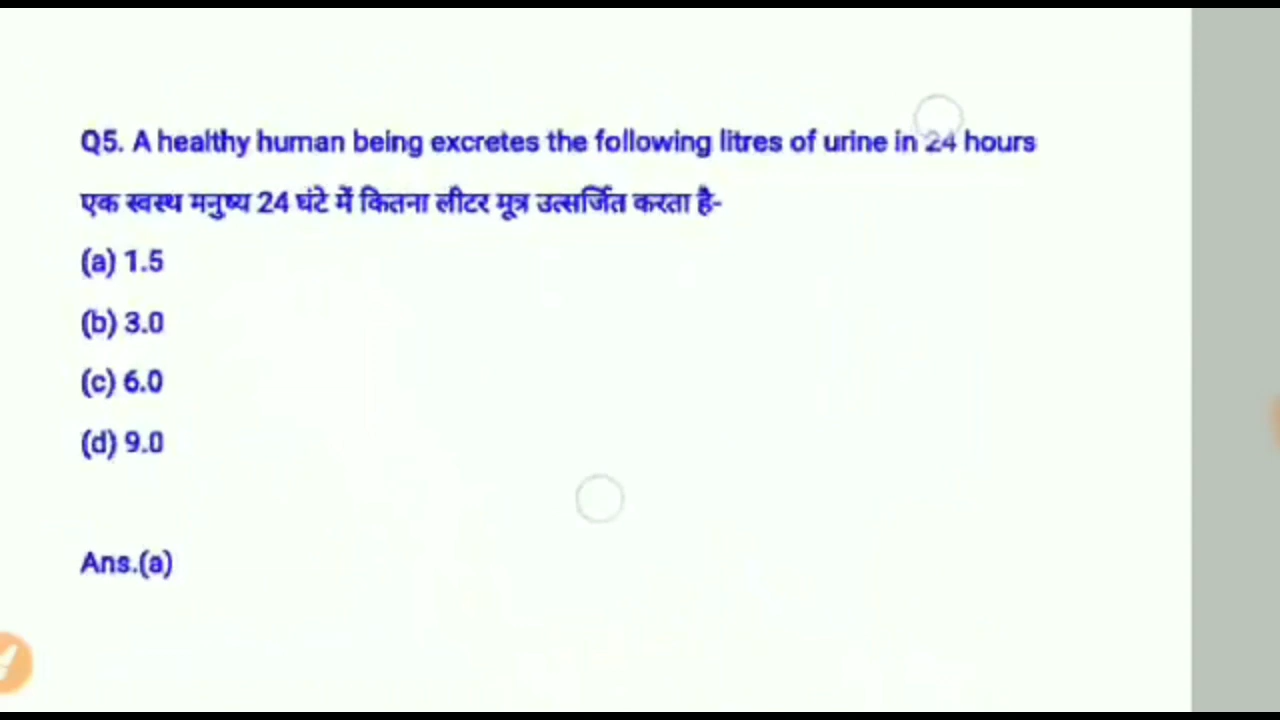 Q5. A healthy human being excretes the following litres of urine in 24 hours
एक स्वस्थ मनुष्य 24 घंटे में कितना लीटर मूत्र उत्सर्जित करता है-
(a) 1.5
(b) 3.0
(c) 6.0
(d) 9.0
Ans.(a)